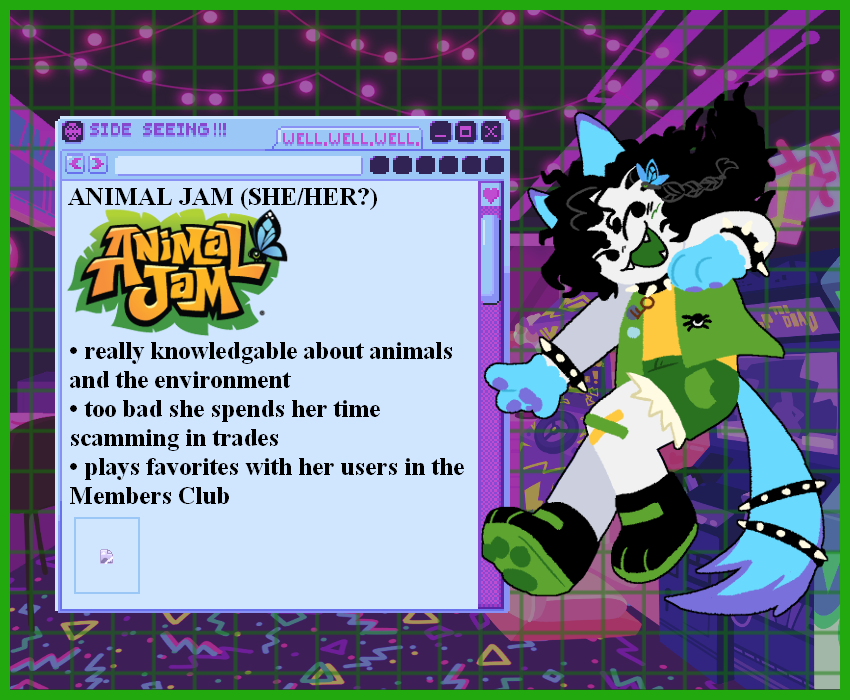 SIDE SEEING!!!
WELL,WELL,WELL.
ANIMAL JAM (SHE/HER?)
ANIMAL
JAM
• really knowledgable about animals
and the environment
• too bad she spends her time
scamming in trades
• plays favorites with her users in the
Members Club